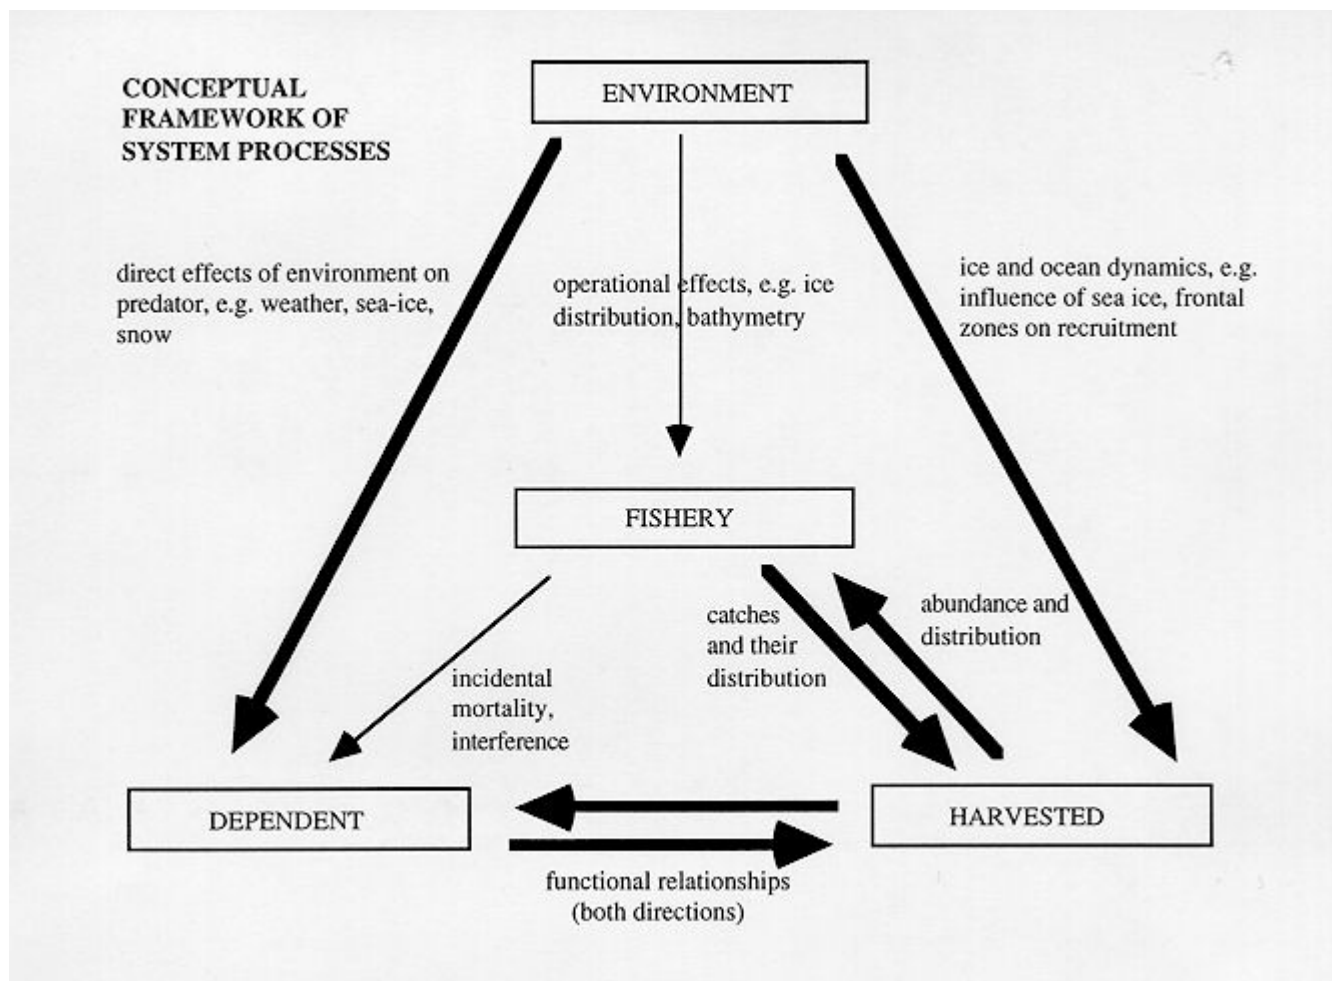 CONCEPTUAL
FRAMEWORK OF
SYSTEM PROCESSES
ENVIRONMENT
direct effects of environment on
predator, e.g. weather, sea-ice,
snow
operational effects, e.g. ice
distribution, bathymetry
ice and ocean dynamics, e.g.
influence of sea ice, frontal
zones on recruitment
FISHERY
incidental
mortality,
interference
catches
and their
distribution
abundance and
distribution
DEPENDENT
HARVESTED
functional relationships
(both directions)